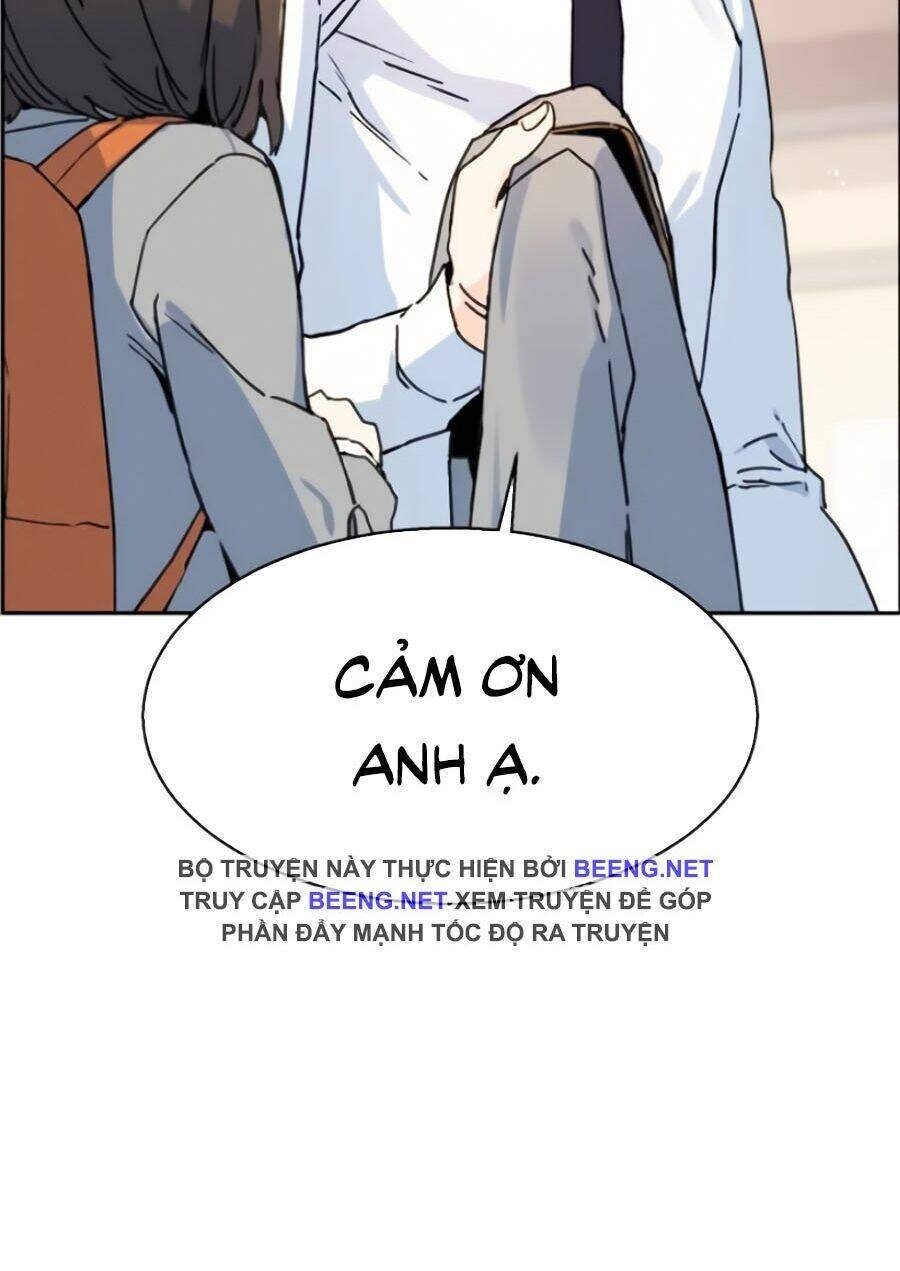 CẢM ƠN
ANH Ạ.
BỘ TRUYỆN NÀY THỰC HIỆN BỞI BEENG.NET
TRUY CẬP BEENG.NET XEM TRUYỆN ĐỂ GÓP
PHẦN ĐẨY MẠNH TỐC ĐỘ RA TRUYỆN